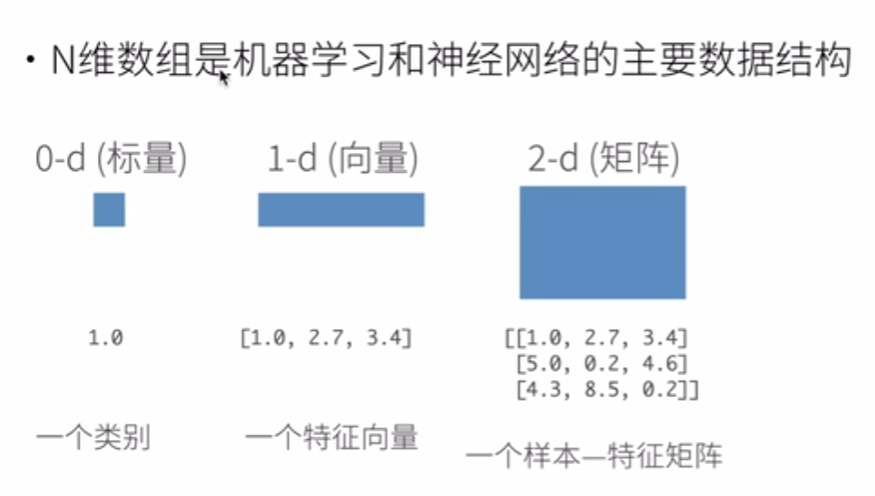 • N维数组是机器学习和神经网络的主要数据结构
0-d (标量) 1-d (向量) 2-d (矩阵)
1.0 [1.0, 2.7, 3.4] [[1.0, 2.7, 3.4]
[5.0, 0.2, 4.6]
[4.3, 8.5, 0.2]]
一个类别 一个特征向量 一个样本—特征矩阵